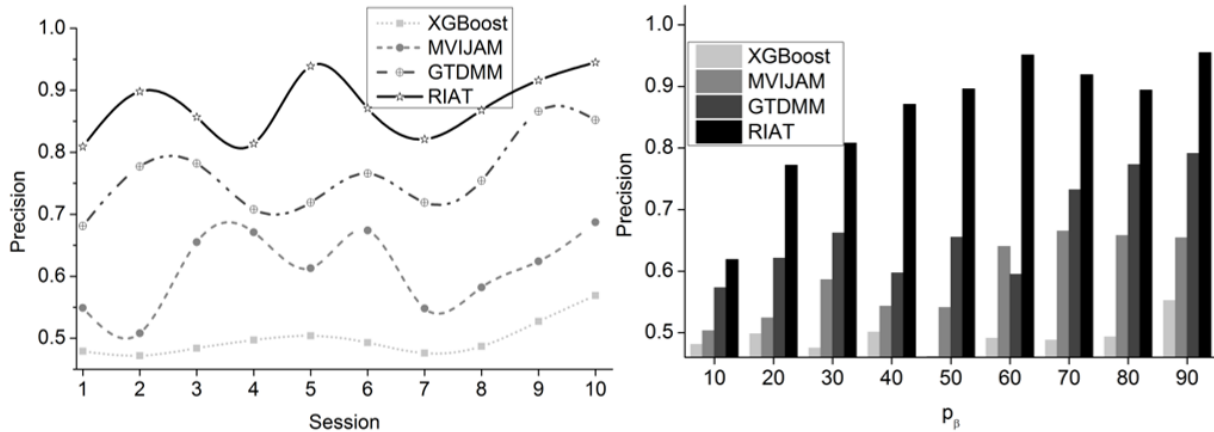 XGBoost
MVIJAM
GTDMM
RIAT
1.0
0.9
0.8
0.7
0.6
0.5
Precision
1 2 3 4 5 6 7 8 9 10
Session
XGBoost
MVIJAM
GTDMM
RIAT
1.0
0.9
0.8
0.7
0.6
0.5
Precision
10 20 30 40 50 60 70 80 90
pβ